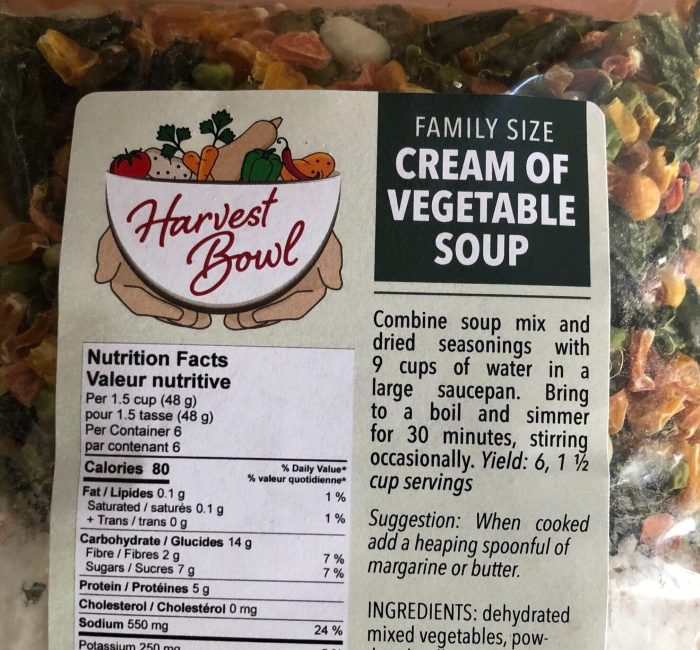 Harvest
Bowl
FAMILY SIZE
CREAM OF
VEGETABLE
SOUP
Combine soup mix and
dried seasonings with
9 cups of water in a
large saucepan. Bring
to a boil and simmer
for 30 minutes, stirring
occasionally. Yield: 6, 1 ½
cup servings
Suggestion: When cooked
add a heaping spoonful of
margarine or butter.
INGREDIENTS: dehydrated
mixed vegetables, pow-
Nutrition Facts
Valeur nutritive
Per 1.5 cup (48 g)
pour 1.5 tasse (48 g)
Per Container 6
par contenant 6
Calories 80
% Daily Value*
% valeur quotidienne*
Fat / Lipides 0.1 g 1 %
Saturated / saturés 0.1 g
+ Trans / trans 0 g 1 %
Carbohydrate / Glucides 14 g
Fibre / Fibres 2 g 7 %
Sugars / Sucres 7 g 7 %
Protein / Protéines 5 g
Cholesterol / Cholestérol 0 mg
Sodium 550 mg 24 %
Potassium 250 mg